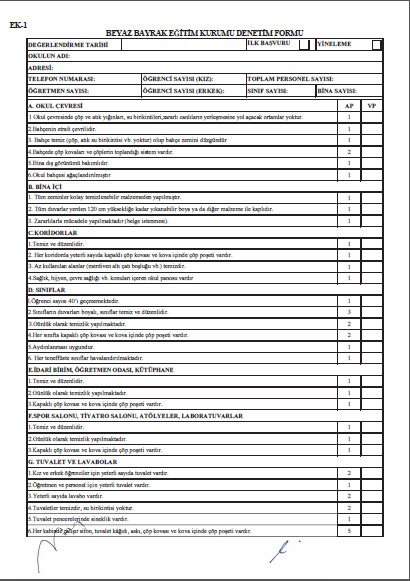 EK-1
BEYAZ BAYRAK EĞİTİM KURUMU DENETİM FORMU
DEĞERLENDİRME TARİHİ İLK BAŞVURU YİNELEME
OKULUN ADI:
ADRESİ:
TELEFON NUMARASI: ÖĞRENCİ SAYISI (KIZ): TOPLAM PERSONEL SAYISI:
ÖĞRETMEN SAYISI: ÖĞRENCİ SAYISI (ERKEK): SINIF SAYISI: BİNA SAYISI:
A. OKUL ÇEVRESİ AP VP
1 Okul çevresinde çöp ve atık yığınları, su birikintileri,zararlı canlıların yerleşmesine yol açacak ortamlar yoktur. 1
2.Bahçenin etrafı çevrilidir. 1
3. Bahçe temiz (çöp, atık su birikintisi vb. yoktur) olup bahçe zemini düzgündür 1
4.Bahçede çöp kovaları ve çöplerin toplandığı sistem vardır. 2
5.Bina dış görünümü bakımlıdır. 1
6.Okul bahçesi ağaçlandırılmıştır 1
B. BİNA İÇİ
1. Tüm zeminler kolay temizlenebilir malzemeden yapılmıştır. 1
2. Tüm duvarlar yerden 120 cm yüksekliğe kadar yıkanabilir boya ya da diğer malzeme ile kaplıdır. 1
3. Zararlılarla mücadele yapılmaktadır (belge istenmesi). 1
C.KORİDORLAR
1.Temiz ve düzenlidir. 1
2. Her koridorda yeterli sayıda kapaklı çöp kovası ve kova içinde çöp poşeti vardır. 1
3. Az kullanılan alanlar (merdiven altı çatı boşluğu vb.) temizdir. 1
4.Sağlık, hijyen, çevre sağlığı vb. konuları içeren okul panosu vardır 1
D. SINIFLAR
1.Öğrenci sayısı 40'ı geçmemektedir. 1
2 Sınıfların duvarları boyalı, sınıflar temiz ve düzenlidir. 3
3.Günlük olarak temizlik yapılmaktadır. 2
4.Her sınıfta kapaklı çöp kovası ve kova içinde çöp poşeti vardır. 2
5.Aydınlanması uygundur. 1
6. Her teneffüste sınıflar havalandırılmaktadır. 1
E.İDARİ BİRİM, ÖĞRETMEN ODASI, KÜTÜPHANE
1.Temiz ve düzenlidir. 1
2.Günlük olarak temizlik yapılmaktadır. 1
3.Kapaklı çöp kovası ve kova içinde çöp poşeti vardır. 1
F.SPOR SALONU, TİYATRO SALONU, ATÖLYELER, LABORATUVARLAR
1.Temiz ve düzenlidir. 1
2.Günlük olarak temizlik yapılmaktadır. 1
3.Kapaklı çöp kovası ve kova içinde çöp poşeti vardır. 1
G. TUVALET VE LAVABOLAR
1.Kız ve erkek öğrenciler için yeterli sayıda tuvalet vardır. 2
2.Öğretmen ve personel için yeterli tuvalet vardır. 1
3.Yeterli sayıda lavabo vardır. 2
4.Tuvaletler temizdir, su birikintisi yoktur. 2
5.Tuvalet pencerelerinde sineklik vardır. 1
6.Her kabinde çalışır sifon, tuvalet kâğıdı, askı, çöp kovası ve kova içinde çöp poşeti vardır. 5